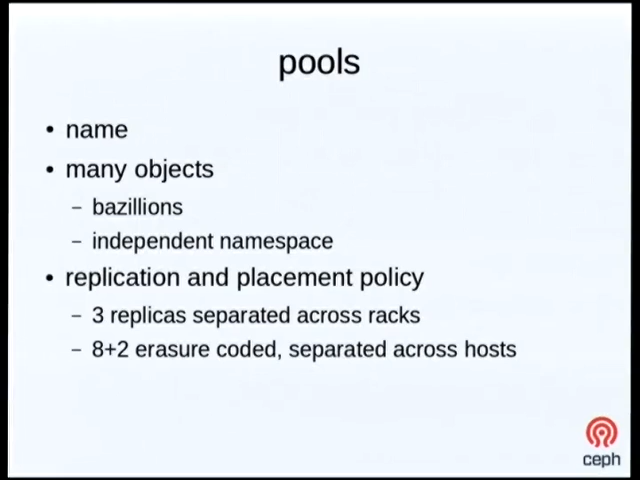 pools
• name
• many objects
– bazillions
– independent namespace
• replication and placement policy
– 3 replicas separated across racks
– 8+2 erasure coded, separated across hosts
ceph